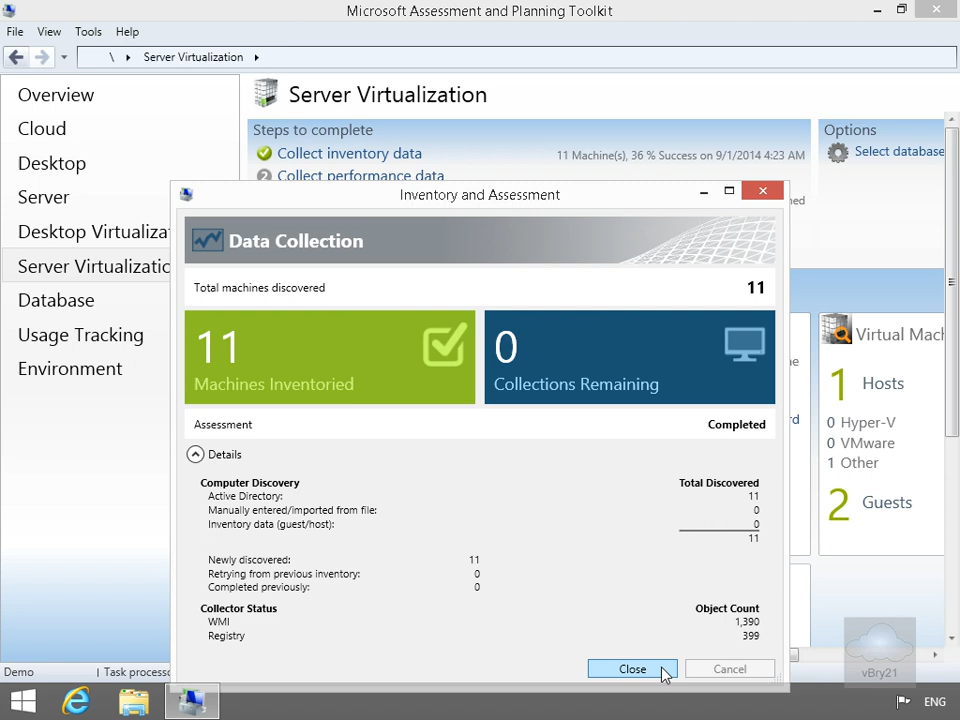 Microsoft Assessment and Planning Toolkit
File View Tools Help
\ Server Virtualization
Overview
Cloud
Desktop
Server
Desktop Virtualizat
Server Virtualizatio
Database
Usage Tracking
Environment
Server Virtualization
Steps to complete
Collect inventory data 11 Machine(s), 36 % Success on 9/1/2014 4:23 AM
Collect performance data
Options
Select database
Virtual Mach
1 Hosts
0 Hyper-V
0 VMware
1 Other
2 Guests
Inventory and Assessment
Data Collection
Total machines discovered 11
11
Machines Inventoried
0
Collections Remaining
Assessment Completed
Details
Computer Discovery Total Discovered
Active Directory: 11
Manually entered/imported from file: 0
Inventory data (guest/host): 0
11
Newly discovered: 11
Retrying from previous inventory: 0
Completed previously: 0
Collector Status Object Count
WMI 1,390
Registry 399
Close Cancel
Demo Task processo
vBry21
ENG